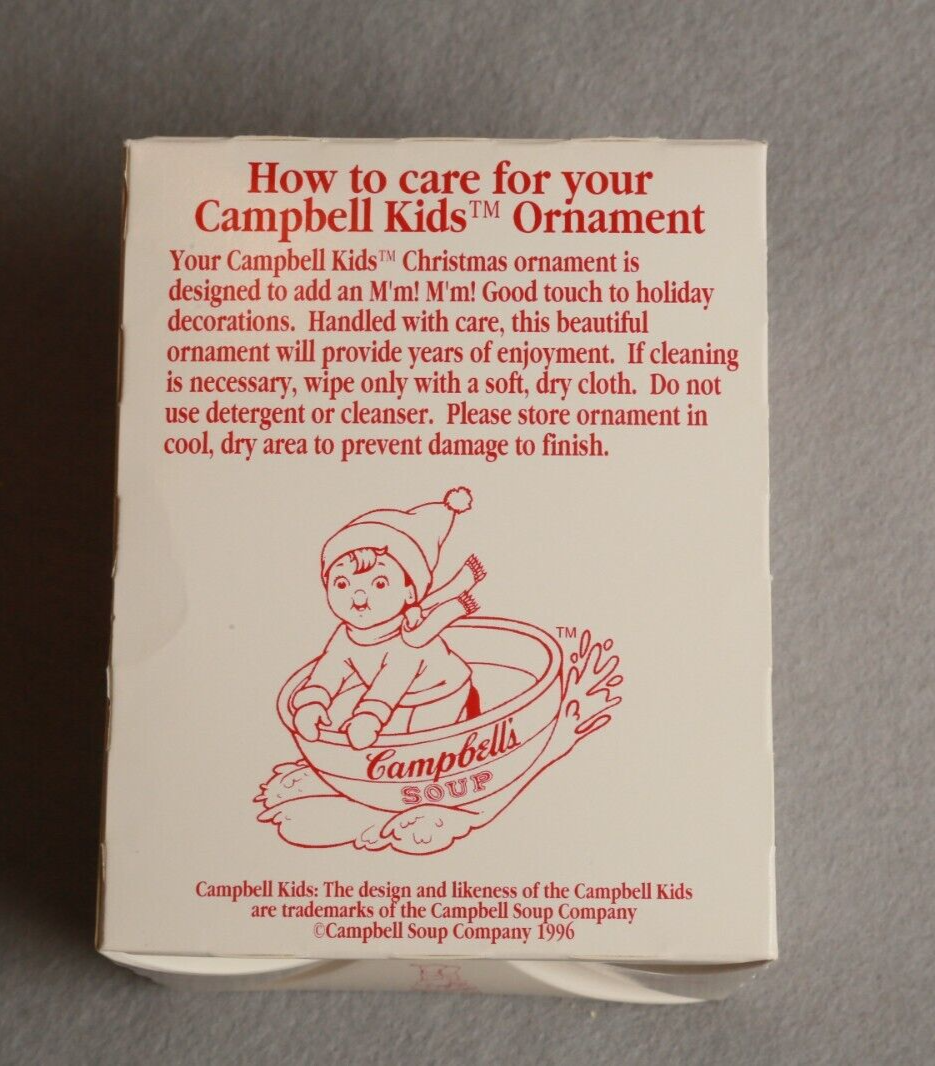 How to care for your
Campbell Kids™ Ornament
Your Campbell Kids™ Christmas ornament is
designed to add an M'm! M'm! Good touch to holiday
decorations. Handled with care, this beautiful
ornament will provide years of enjoyment. If cleaning
is necessary, wipe only with a soft, dry cloth. Do not
use detergent or cleanser. Please store ornament in
cool, dry area to prevent damage to finish.
TM
Campbell's
SOUP
Campbell Kids: The design and likeness of the Campbell Kids
are trademarks of the Campbell Soup Company
©Campbell Soup Company 1996